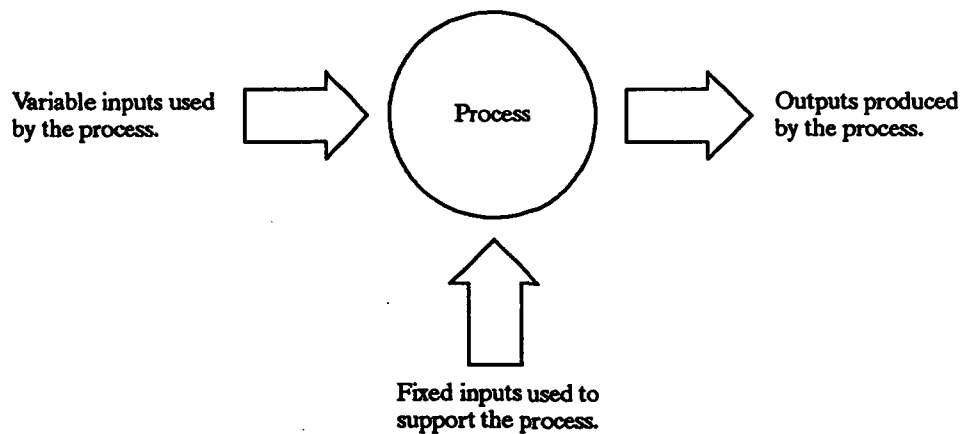 Variable inputs used
by the process.
Process
Outputs produced
by the process.
Fixed inputs used to
support the process.